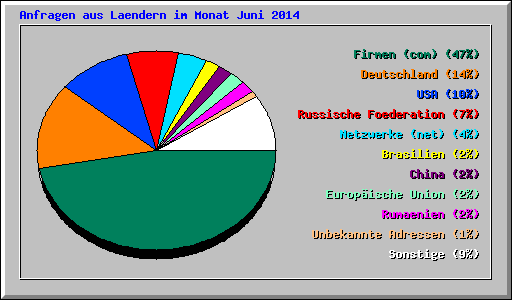 Anfragen aus Laendern im Monat Juni 2014
Firmen (com) (47%)
Deutschland (14%)
USA (10%)
Russische Foederation (7%)
Netzwerke (net) (4%)
Brasilien (2%)
China (2%)
Europäische Union (2%)
Rumaenien (2%)
Unbekannte Adressen (1%)
Sonstige (9%)